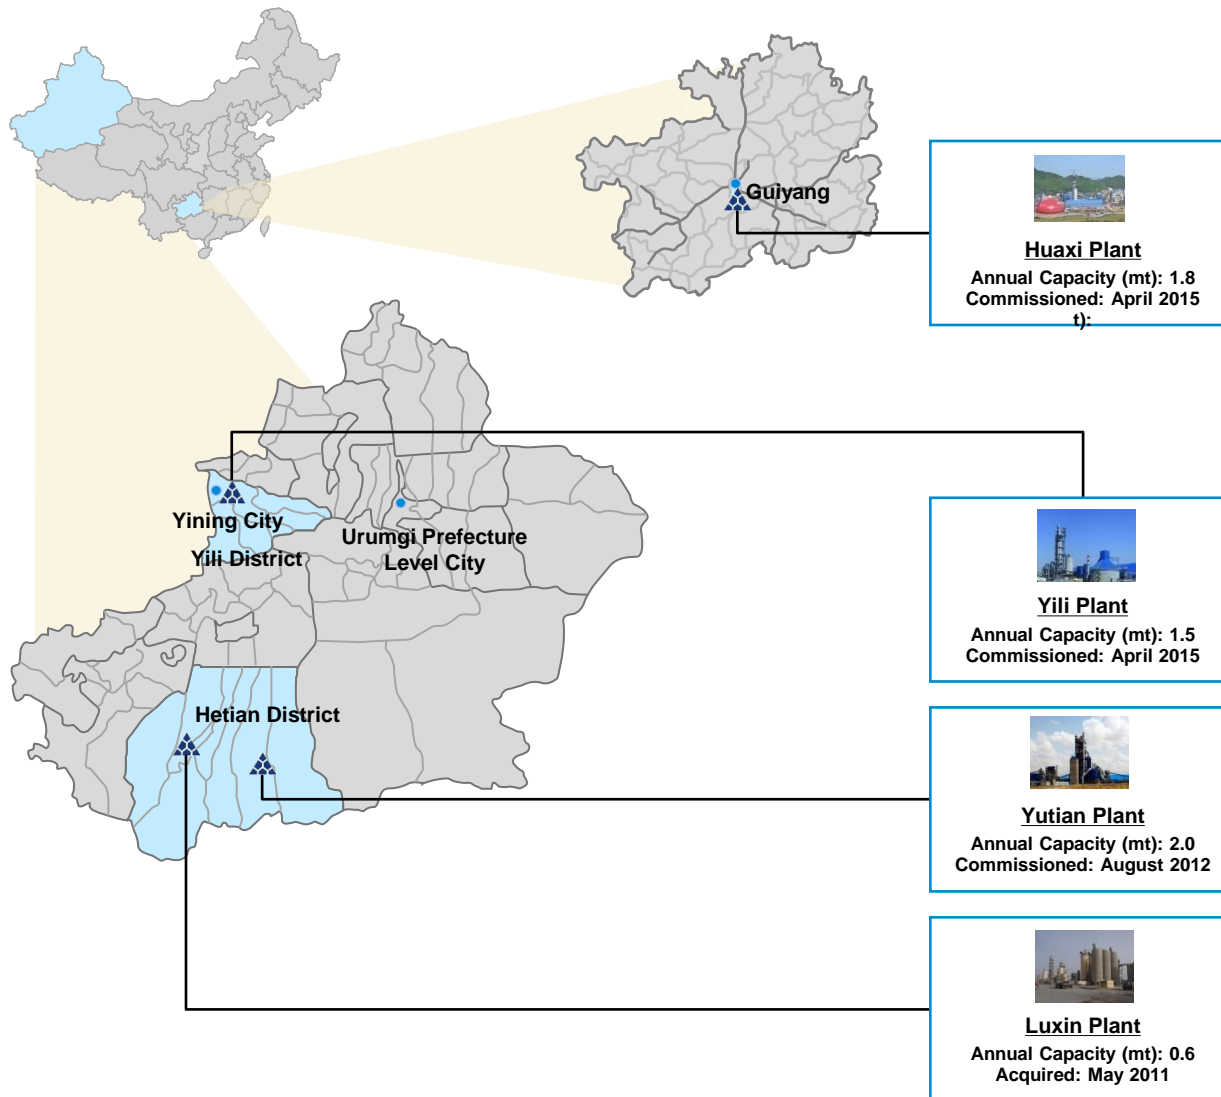 Guiyang
Huaxi Plant
Annual Capacity (mt): 1.8
Commissioned: April 2015
t):
Yining City
Yili District
Urumgi Prefecture
Level City
Yili Plant
Annual Capacity (mt): 1.5
Commissioned: April 2015
Hetian District
Yutian Plant
Annual Capacity (mt): 2.0
Commissioned: August 2012
Luxin Plant
Annual Capacity (mt): 0.6
Acquired: May 2011